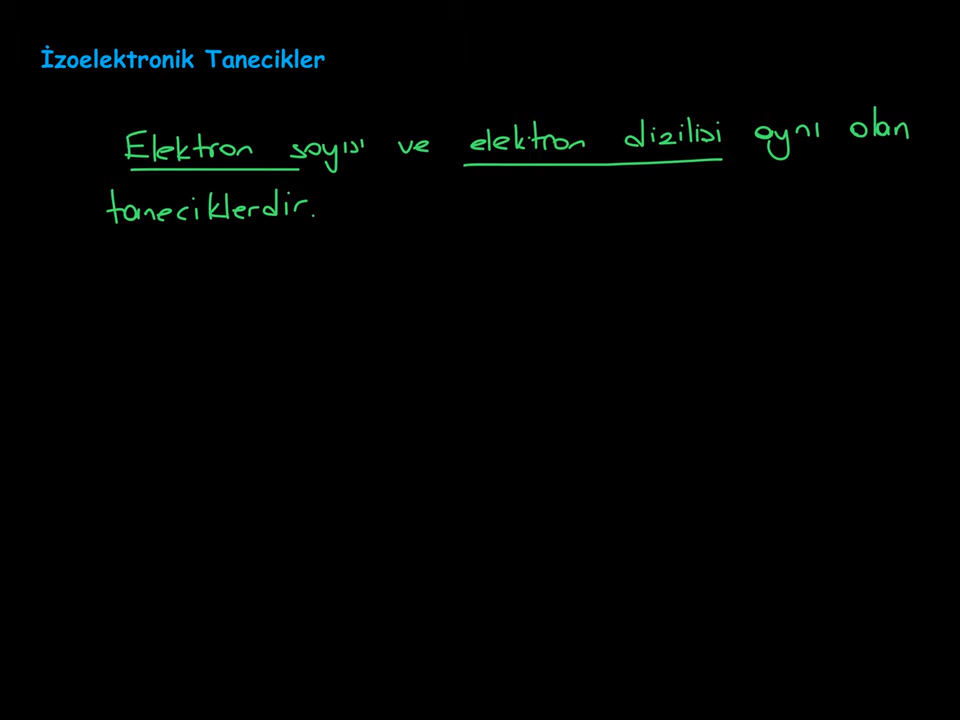 İzoelektronik Tanecikler
Elektron sayısı ve elektron dizilişi aynı olan
taneciklerdir.